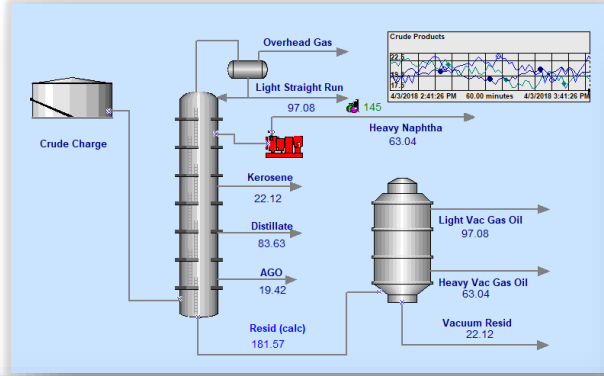 Overhead Gas
Crude Products
22.5
19.5
17.5
4/3/2018 2:41:26 PM 60.00 minutes 4/3/2018 3:41:26 PM
Light Straight Run
97.08
145
Heavy Naphtha
63.04
Crude Charge
Kerosene
22.12
Distillate
83.63
AGO
19.42
Resid (calc)
181.57
Light Vac Gas Oil
97.08
Heavy Vac Gas Oil
63.04
Vacuum Resid
22.12